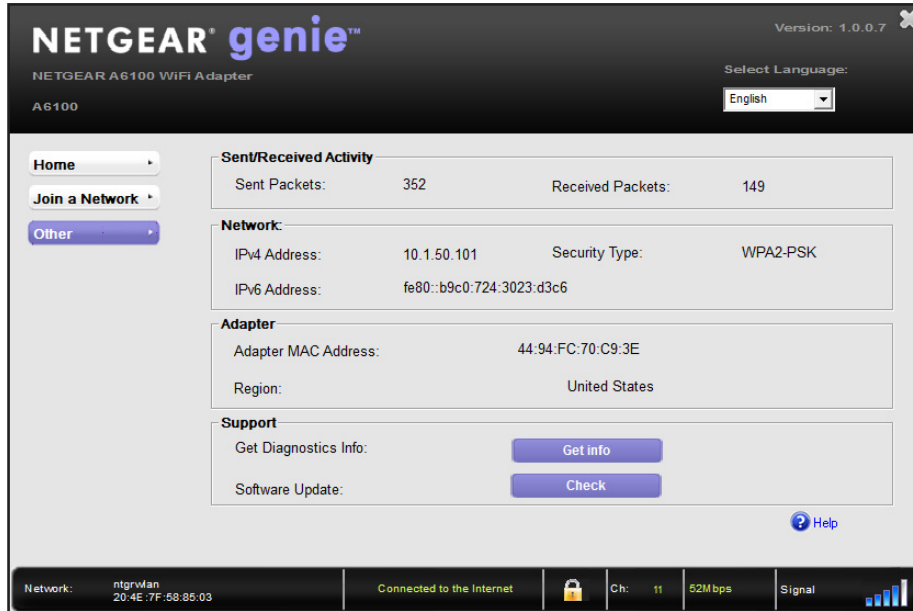 NETGEAR® genie™
Version: 1.0.0.7
NETGEAR A6100 WiFi Adapter
Select Language:
A6100
English
Home
Join a Network
Other
Sent/Received Activity
Sent Packets: 352 Received Packets: 149
Network:
IPv4 Address: 10.1.50.101 Security Type: WPA2-PSK
IPv6 Address: fe80::b9c0:724:3023:d3c6
Adapter
Adapter MAC Address: 44:94:FC:70:C9:3E
Region: United States
Support
Get Diagnostics Info: Get info
Software Update: Check
? Help
Network: ntgrwlan
20:4E:7F:58:85:03
Connected to the Internet
Ch: 11
52Mbps
Signal